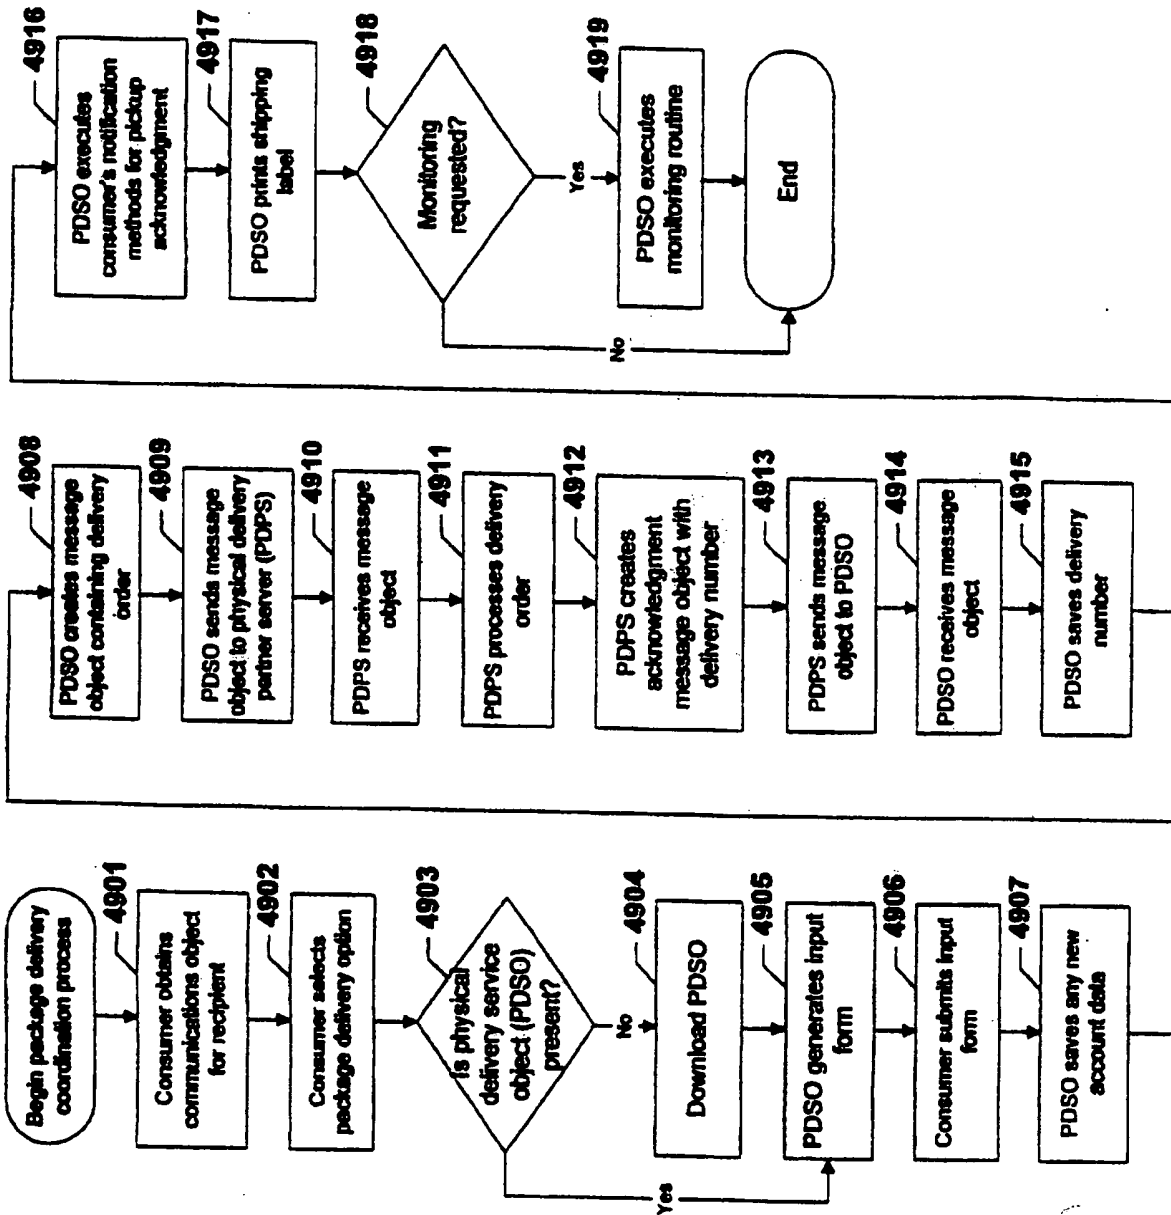 Begin package delivery
coordination process
4901
Consumer obtains
communications object
for recipient
4902
Consumer selects
package delivery option
4903
Is physical
delivery service
object (PDSO)
present?
Yes
No
4904
Download PDSO
4905
PDSO generates input
form
4906
Consumer submits input
form
4907
PDSO saves any new
account data
4908
PDSO creates message
object containing delivery
order
4909
PDSO sends message
object to physical delivery
partner server (PDPS)
4910
PDPS receives message
object
4911
PDPS processes delivery
order
4912
PDPS creates
acknowledgment
message object with
delivery number
4913
PDPS sends message
object to PDSO
4914
PDSO receives message
object
4915
PDSO saves delivery
number
4916
PDSO executes
consumer's notification
methods for pickup
acknowledgment
4917
PDSO prints shipping
label
4918
Monitoring
requested?
No
Yes
4919
PDSO executes
monitoring routine
End